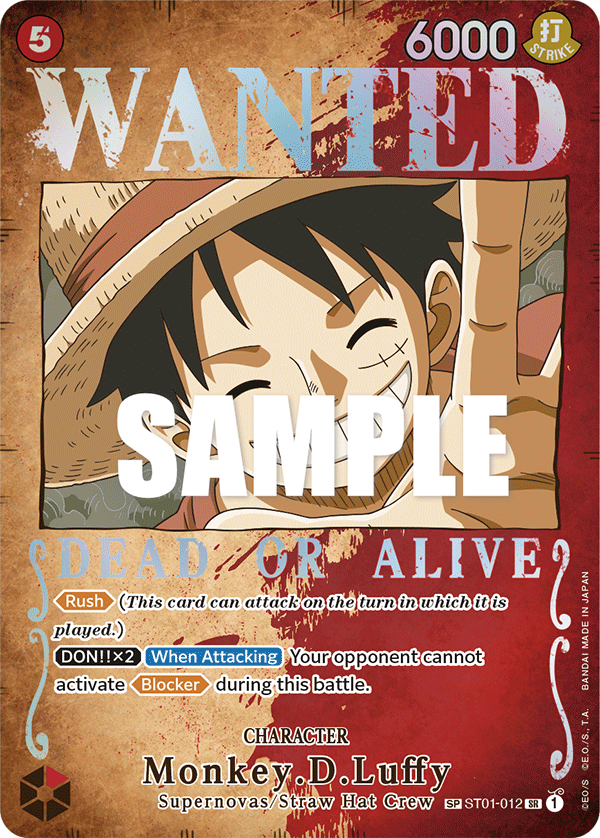 5
6000
打
STRIKE
WANTED
SAMPLE
DEAD OR ALIVE
Rush (This card can attack on the turn in which it is
played.)
DON!!×2 When Attacking Your opponent cannot
activate Blocker during this battle.
CHARACTER
Monkey.D.Luffy
Supernovas/Straw Hat Crew SP ST01-012 SR 1
©EO/S ©E.O./S., T.A. BANDAI MADE IN JAPAN